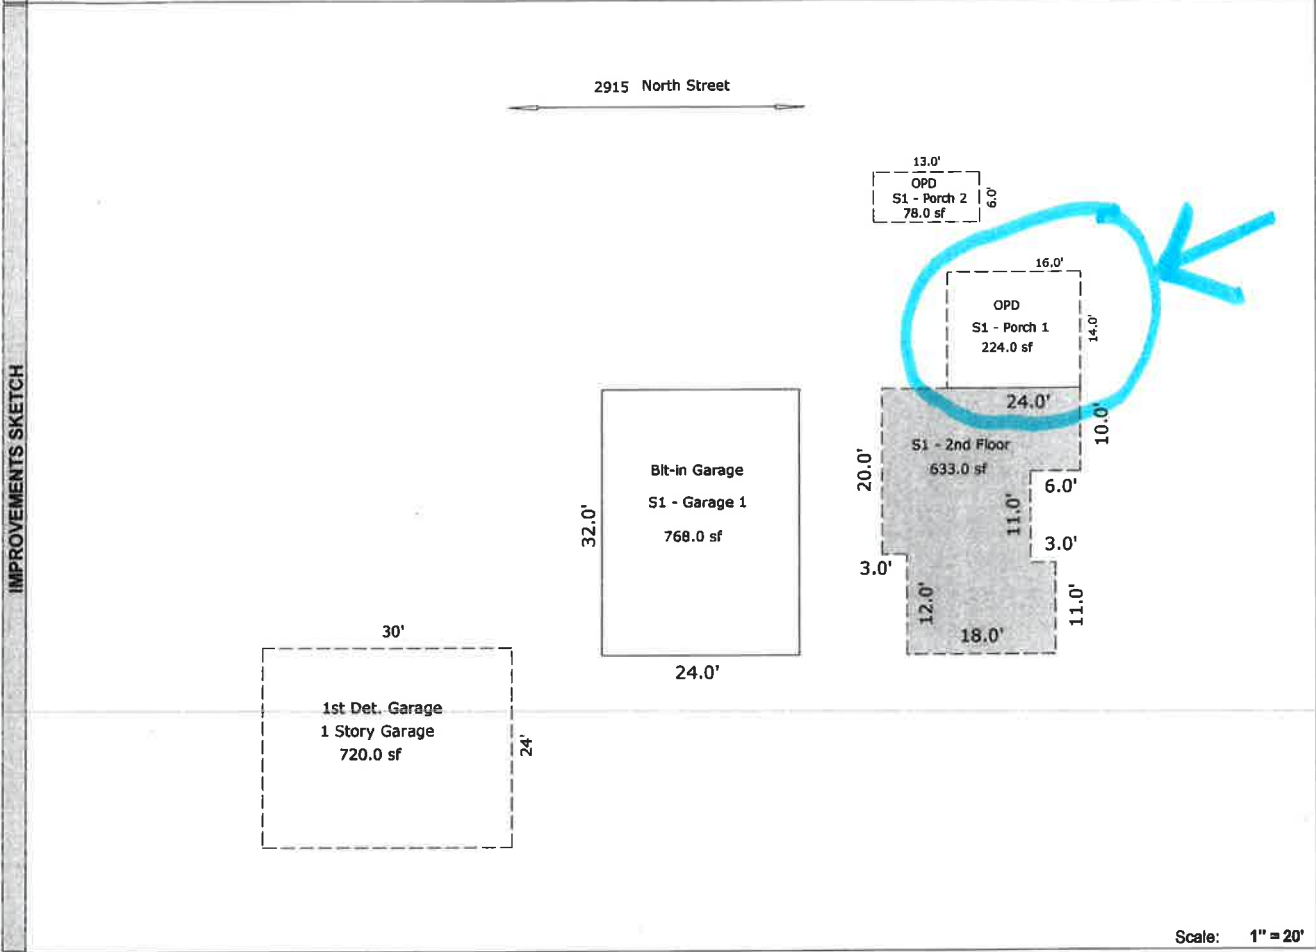 2915 North Street
13.0'
OPD
S1 - Porch 2
78.0 sf
6.0'
16.0'
OPD
S1 - Porch 1
224.0 sf
14.0'
24.0'
10.0'
S1 - 2nd Floor
633.0 sf
20.0'
6.0'
11.0'
3.0'
3.0'
12.0'
11.0'
18.0'
Blt-in Garage
S1 - Garage 1
768.0 sf
32.0'
24.0'
30'
1st Det. Garage
1 Story Garage
720.0 sf
24'
IMPROVEMENTS SKETCH
Scale: 1" = 20'